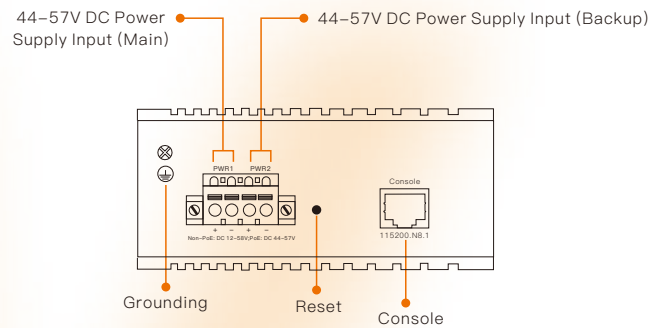 44–57V DC Power
Supply Input (Main)
44–57V DC Power Supply Input (Backup)
PWR1 PWR2
Console
+ − + −
Non-PoE: DC 12-58V;PoE: DC 44-57V
115200.N8.1
Grounding
Reset
Console